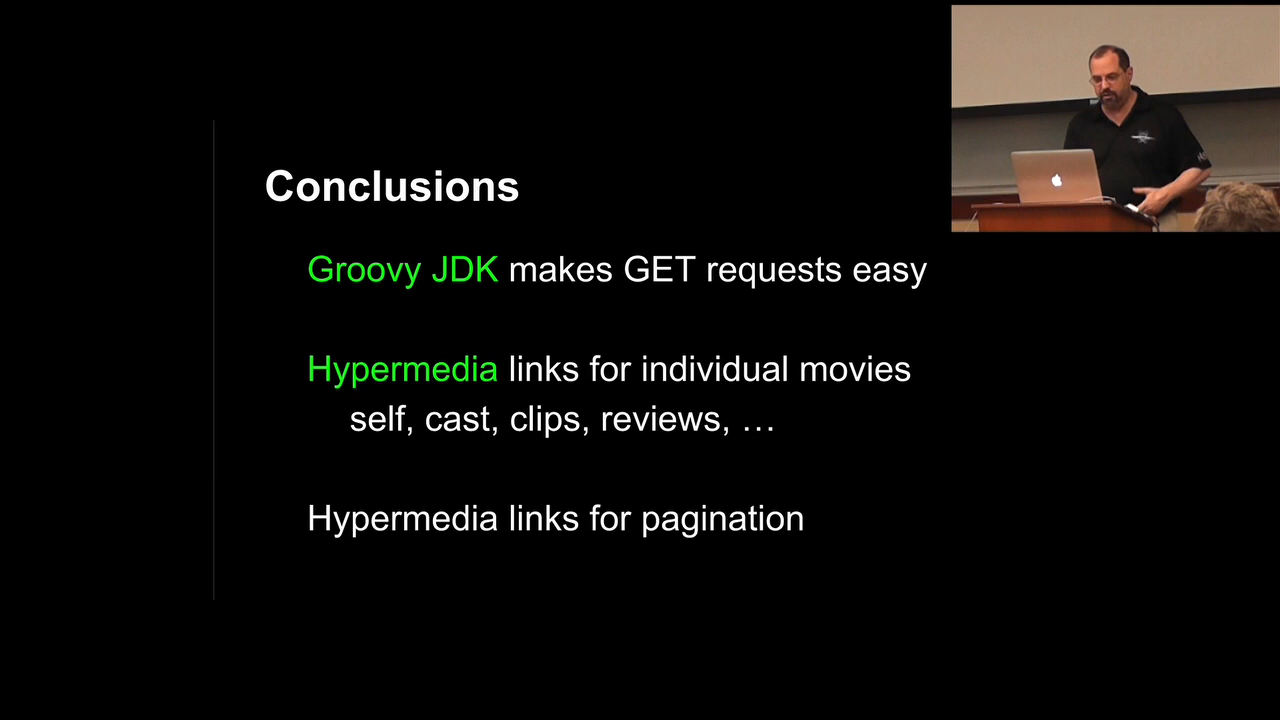 Conclusions
Groovy JDK makes GET requests easy
Hypermedia links for individual movies
self, cast, clips, reviews, …
Hypermedia links for pagination